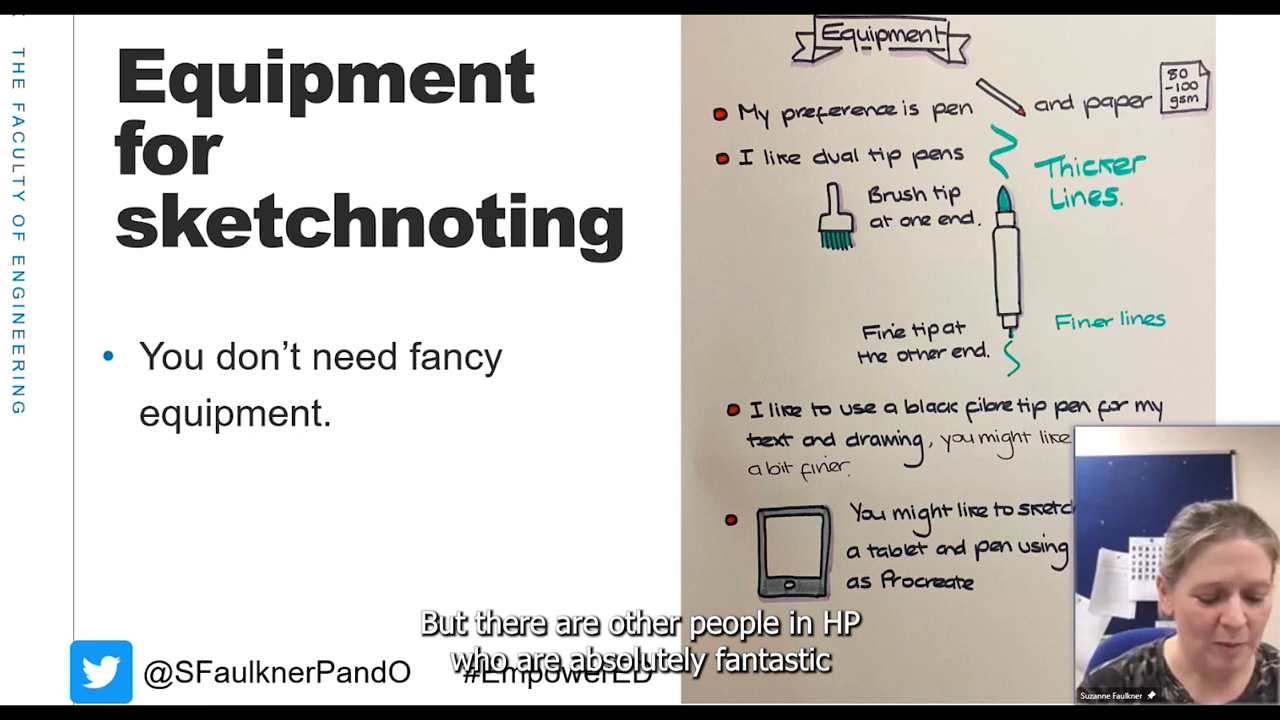 THE FACULTY OF ENGINEERING
Equipment
for
sketchnoting
• You don't need fancy
equipment.
@SFaulknerPandO #EmpowerED
Equipment
My preference is pen and paper
80
-100
gsm
I like dual tip pens
Thicker
Lines.
Brush tip
at one end.
Fine tip at
the other end.
Finer lines
I like to use a black fibre tip pen for my
text and drawing, you might like
a bit finer.
You might like to sketc
a tablet and pen using
as Procreate
But there are other people in HP
who are absolutely fantastic
Suzanne Faulkner